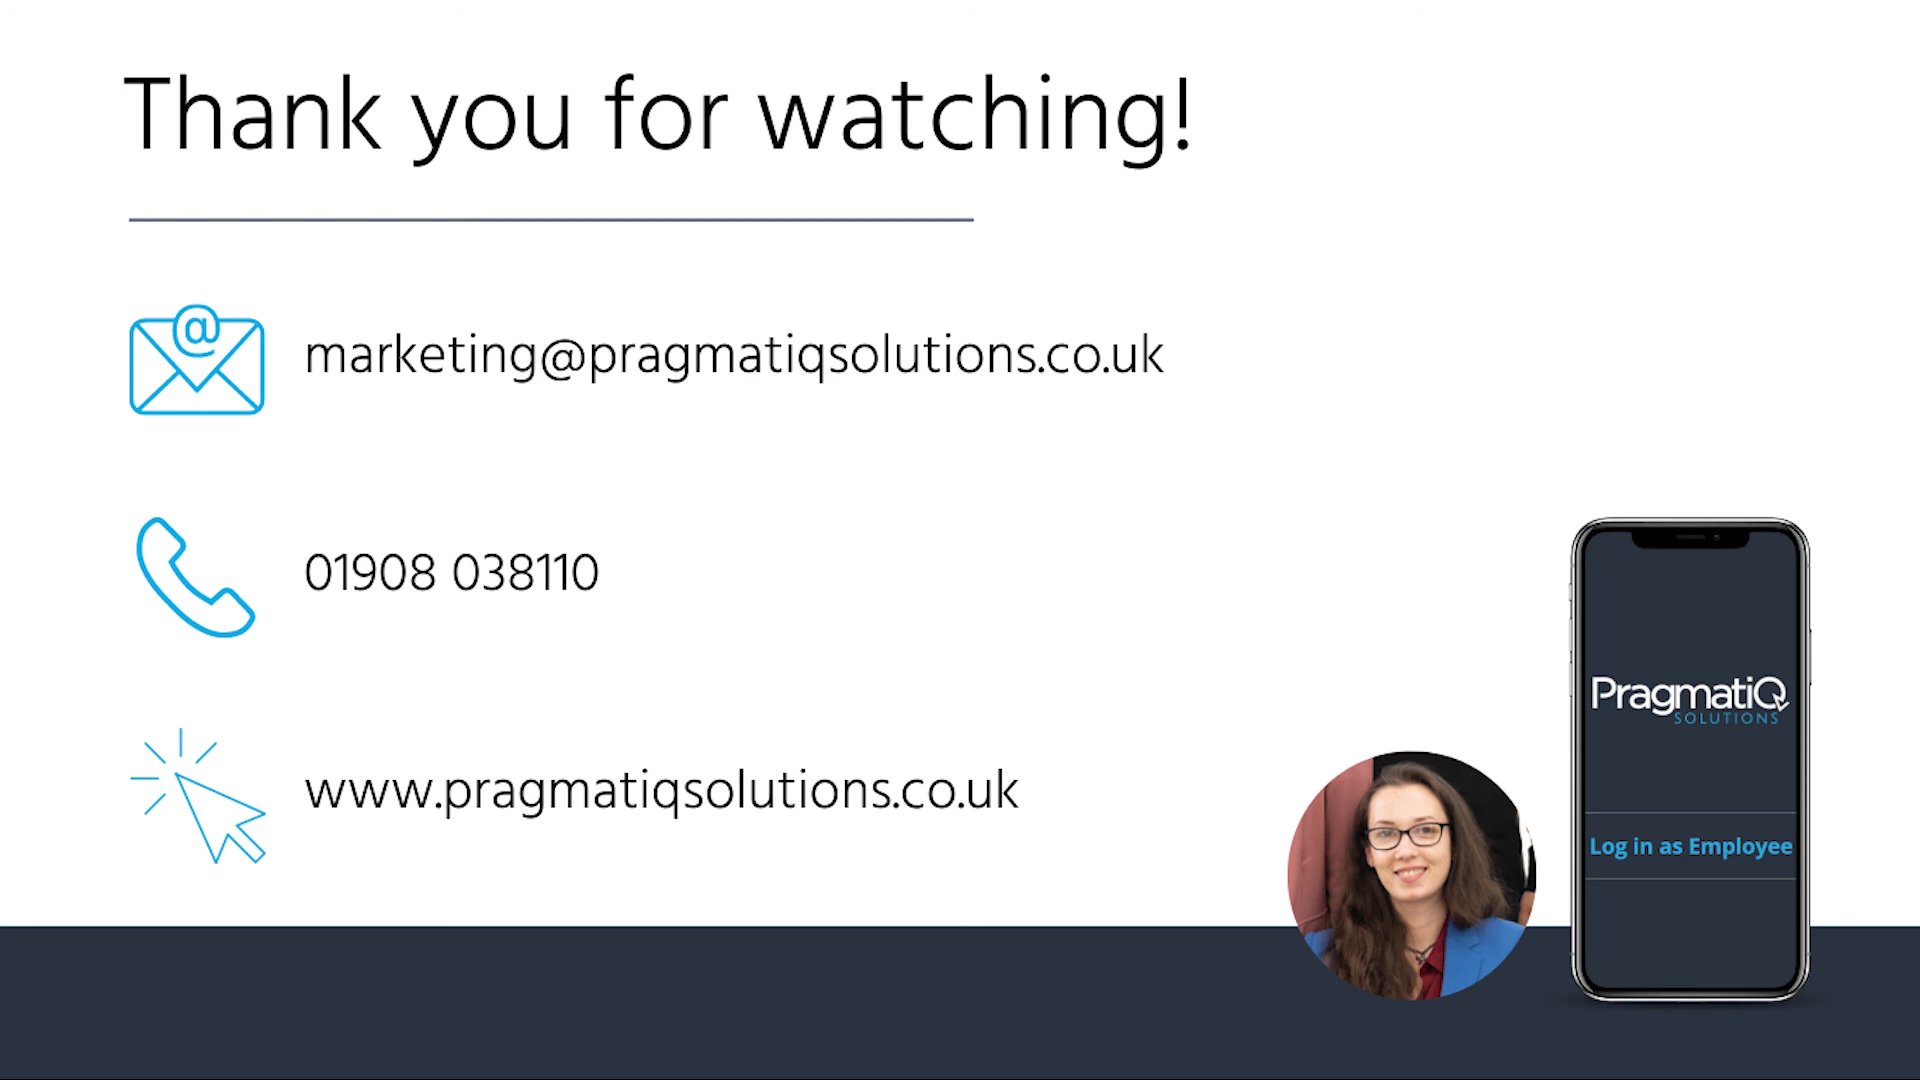 Thank you for watching!
@
marketing@pragmatiqsolutions.co.uk
01908 038110
www.pragmatiqsolutions.co.uk
PragmatiQ
SOLUTIONS
Log in as Employee